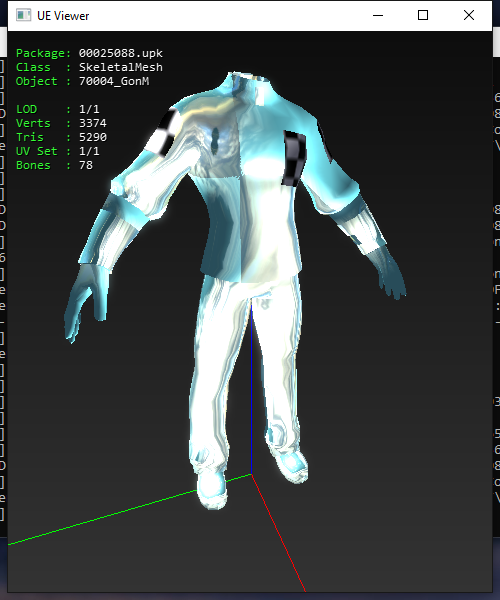 UE Viewer
Package: 00025088.upk
Class : SkeletalMesh
Object : 70004_GonM
LOD : 1/1
Verts : 3374
Tris : 5290
UV Set : 1/1
Bones : 78